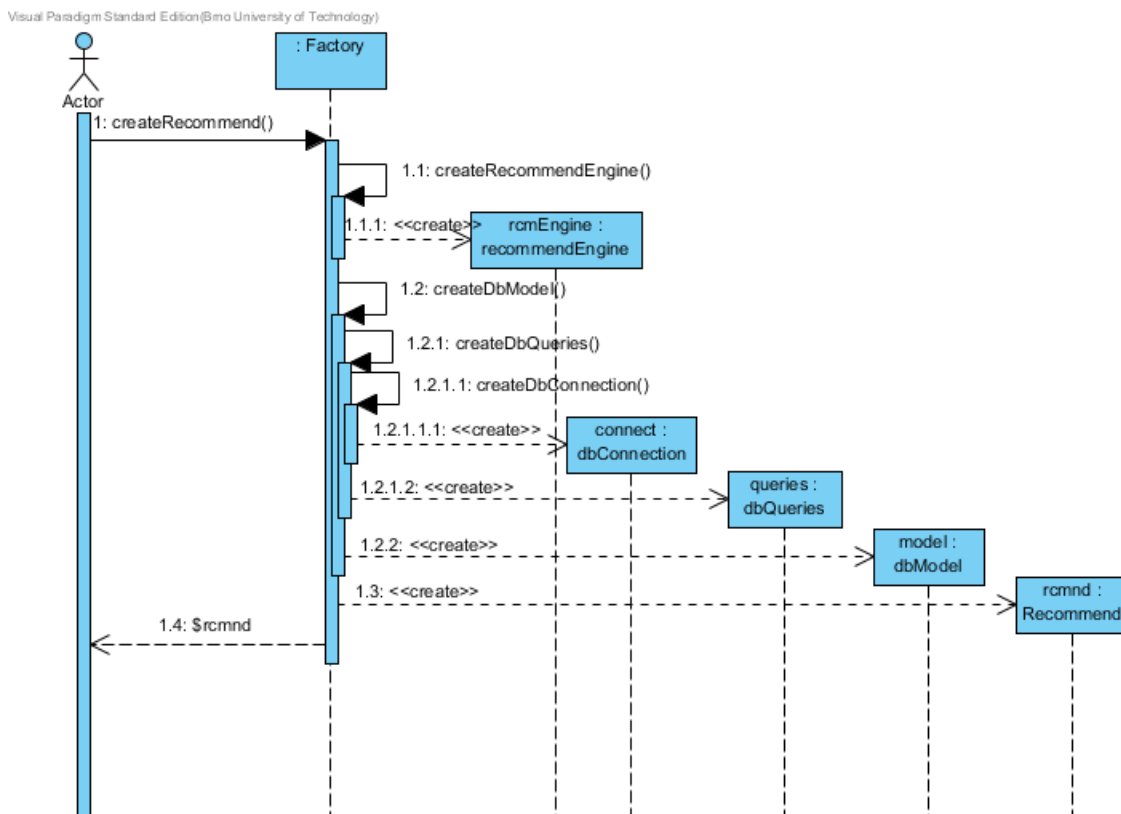 Visual Paradigm Standard Edition(Brno University of Technology)
: Factory
Actor
1: createRecommend()
1.1: createRecommendEngine()
1.1.1: <<create>>
rcmEngine :
recommendEngine
1.2: createDbModel()
1.2.1: createDbQueries()
1.2.1.1: createDbConnection()
1.2.1.1.1: <<create>>
connect :
dbConnection
1.2.1.2: <<create>>
queries :
dbQueries
1.2.2: <<create>>
model :
dbModel
1.3: <<create>>
rcmnd :
Recommend
1.4: $rcmnd